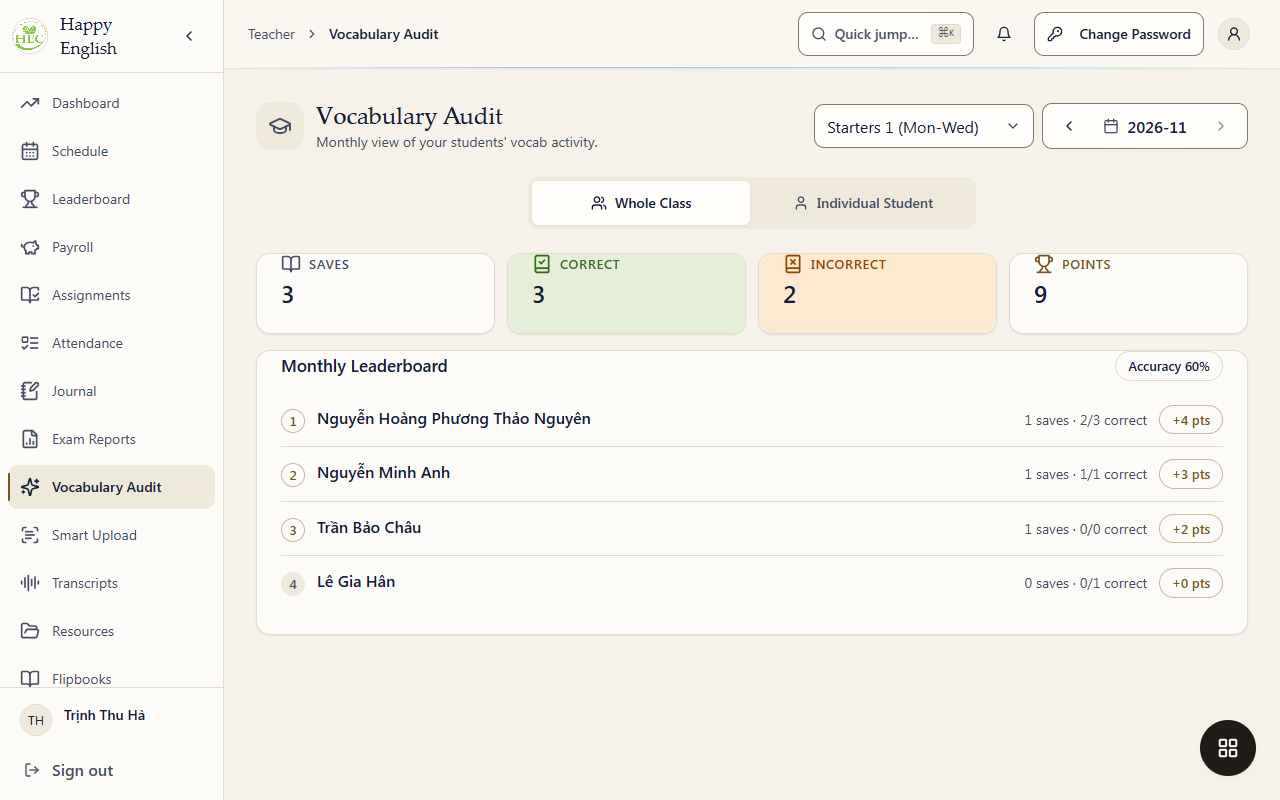 Happy
English
HEC
Teacher > Vocabulary Audit
Quick jump... ⌘K
Change Password
Dashboard
Schedule
Leaderboard
Payroll
Assignments
Attendance
Journal
Exam Reports
Vocabulary Audit
Smart Upload
Transcripts
Resources
Flipbooks
TH Trịnh Thu Hà
Sign out
Vocabulary Audit
Monthly view of your students' vocab activity.
Starters 1 (Mon-Wed)
2026-11
Whole Class
Individual Student
SAVES
3
CORRECT
3
INCORRECT
2
POINTS
9
Monthly Leaderboard
Accuracy 60%
1 Nguyễn Hoàng Phương Thảo Nguyên 1 saves · 2/3 correct +4 pts
2 Nguyễn Minh Anh 1 saves · 1/1 correct +3 pts
3 Trần Bảo Châu 1 saves · 0/0 correct +2 pts
4 Lê Gia Hân 0 saves · 0/1 correct +0 pts